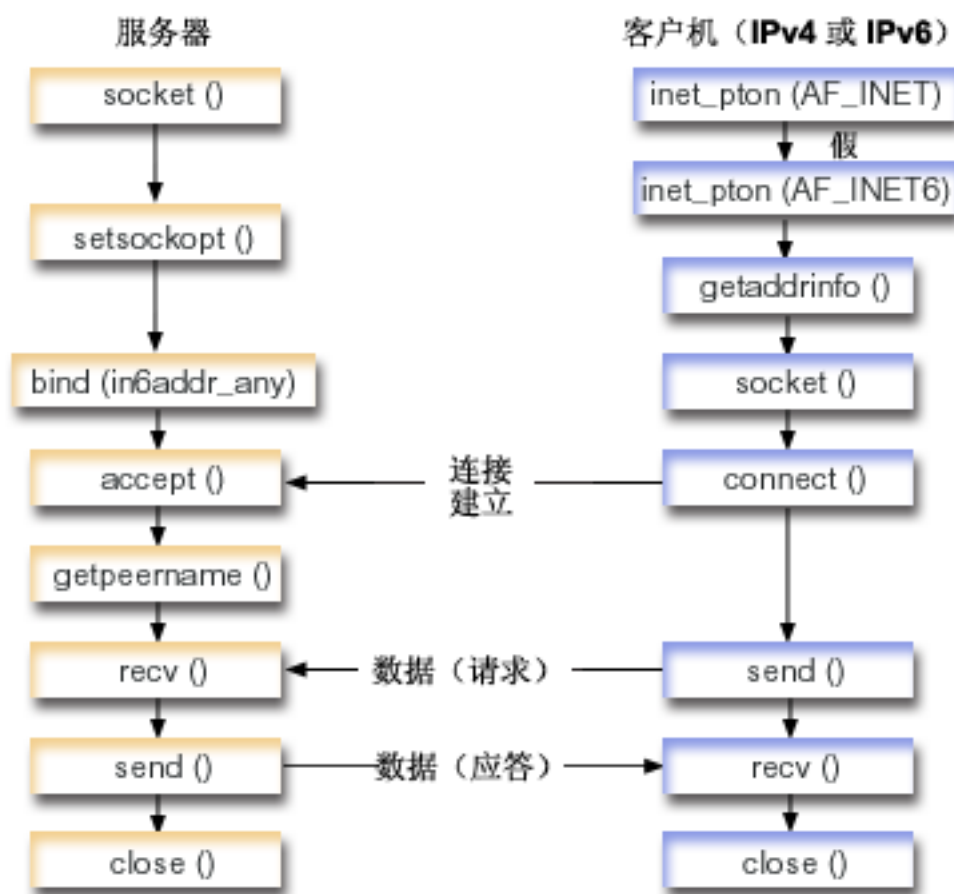 服务器
socket ()
setsockopt ()
bind (in6addr_any)
accept ()
getpeername ()
recv ()
send ()
close ()
连接
建立
数据（请求）
数据（应答）
客户机（IPv4 或 IPv6）
inet_pton (AF_INET)
假
inet_pton (AF_INET6)
getaddrinfo ()
socket ()
connect ()
send ()
recv ()
close ()